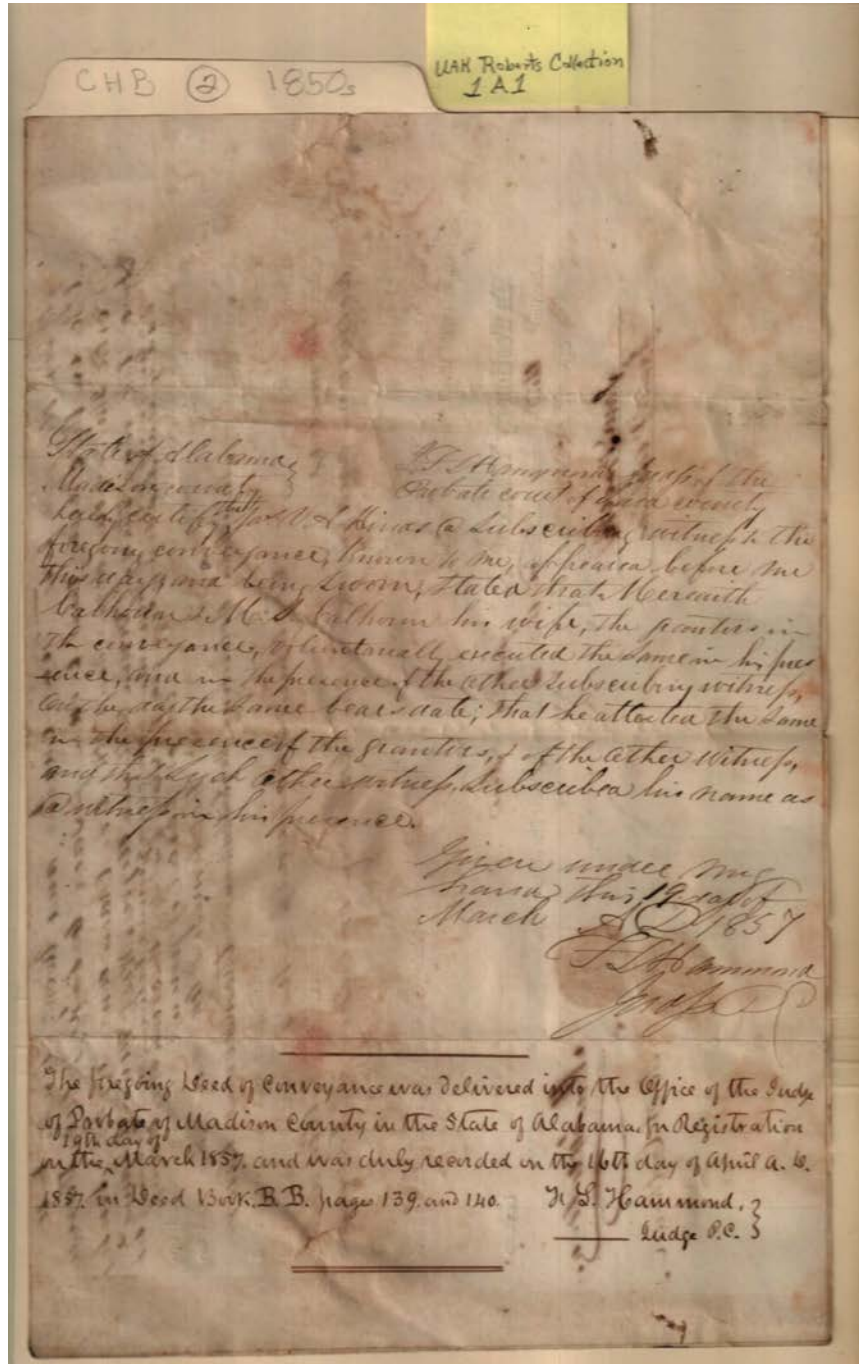 CHB ② 1850s
UAH Roberts Collection
1 A 1
State of Alabama }
Madison county }
I F L Hammond Judge of the
Probate court of said county
hereby certify that a subscribing witness to the
foregoing conveyance, known to me, appeared before me
this day, and being sworn, stated that Meredith
Calhoun & M. S. Calhoun his wife, the grantors in
the conveyance, voluntarily executed the same in his pres
ence, and in the presence of the other subscribing witness,
on the day the same bears date; that he attested the same
in the presence of the grantors, & of the other witness,
and that such other witness subscribed his name as
a witness in his presence.
Given under my
hand this 19 day of
March A D 1857
F L Hammond
Judge P C
The foregoing Deed of Conveyance was delivered into the Office of the Judge
of Probate of Madison County in the State of Alabama for Registration
on the 19th day of March 1857. and was duly recorded on the 16th day of April A. D.
1857. in Deed Book. B. B. pages 139. and 140. F. L. Hammond. }
Judge P.C. }